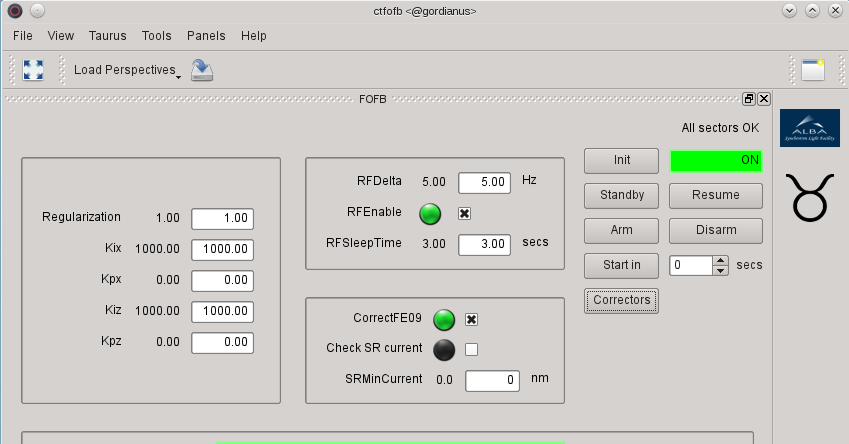 ctfofb <@gordianus>
File View Taurus Tools Panels Help
Load Perspectives
FOFB
All sectors OK
ALBA
Synchrotron Light Facility
Init ON
Standby Resume
Arm Disarm
Start in 0 secs
Correctors
Regularization 1.00 1.00
Kix 1000.00 1000.00
Kpx 0.00 0.00
Kiz 1000.00 1000.00
Kpz 0.00 0.00
RFDelta 5.00 5.00 Hz
RFEnable
RFSleepTime 3.00 3.00 secs
CorrectFE09
Check SR current
SRMinCurrent 0.0 0 nm